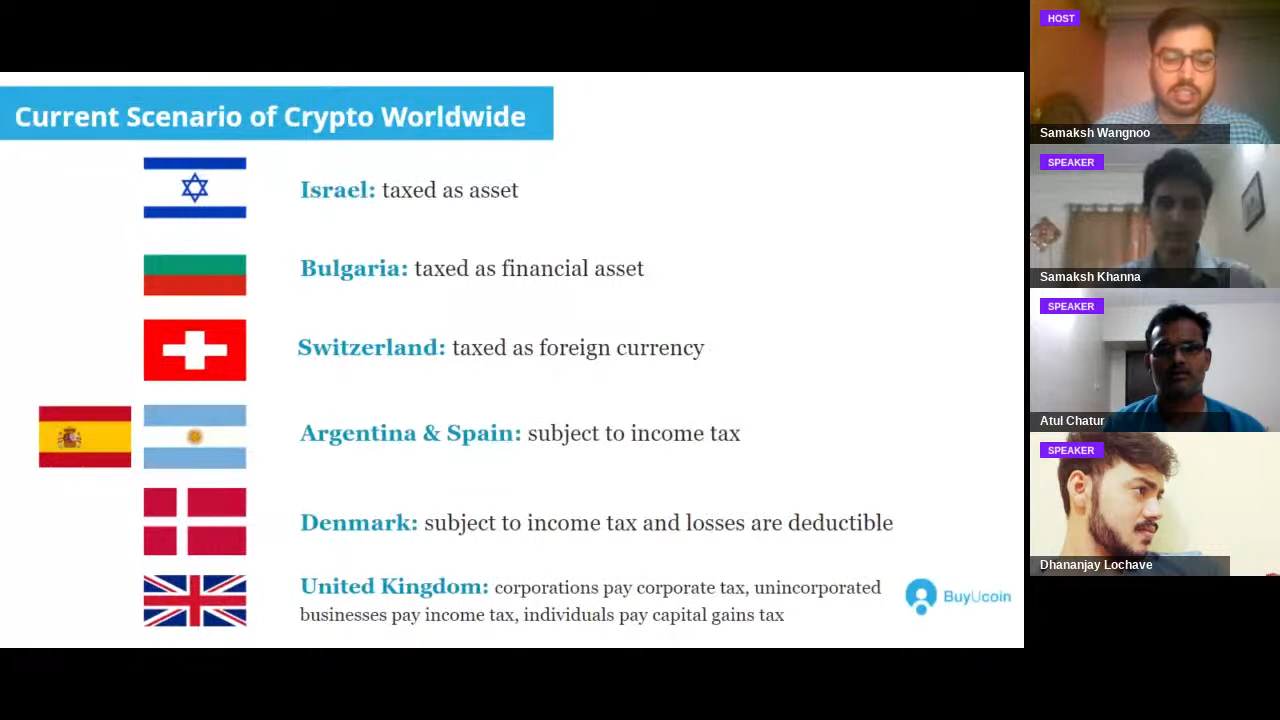 Current Scenario of Crypto Worldwide
Israel: taxed as asset
Bulgaria: taxed as financial asset
Switzerland: taxed as foreign currency
Argentina & Spain: subject to income tax
Denmark: subject to income tax and losses are deductible
United Kingdom: corporations pay corporate tax, unincorporated
businesses pay income tax, individuals pay capital gains tax
BuyUcoin
HOST
Samaksh Wangnoo
SPEAKER
Samaksh Khanna
SPEAKER
Atul Chatur
SPEAKER
Dhananjay Lochave